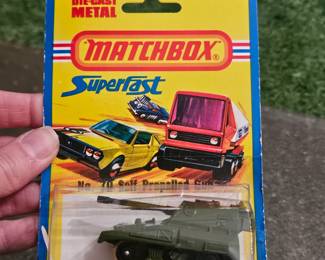 DIE-CAST
METAL
MATCHBOX®
Superfast
No. 70 Self Propelled Gun